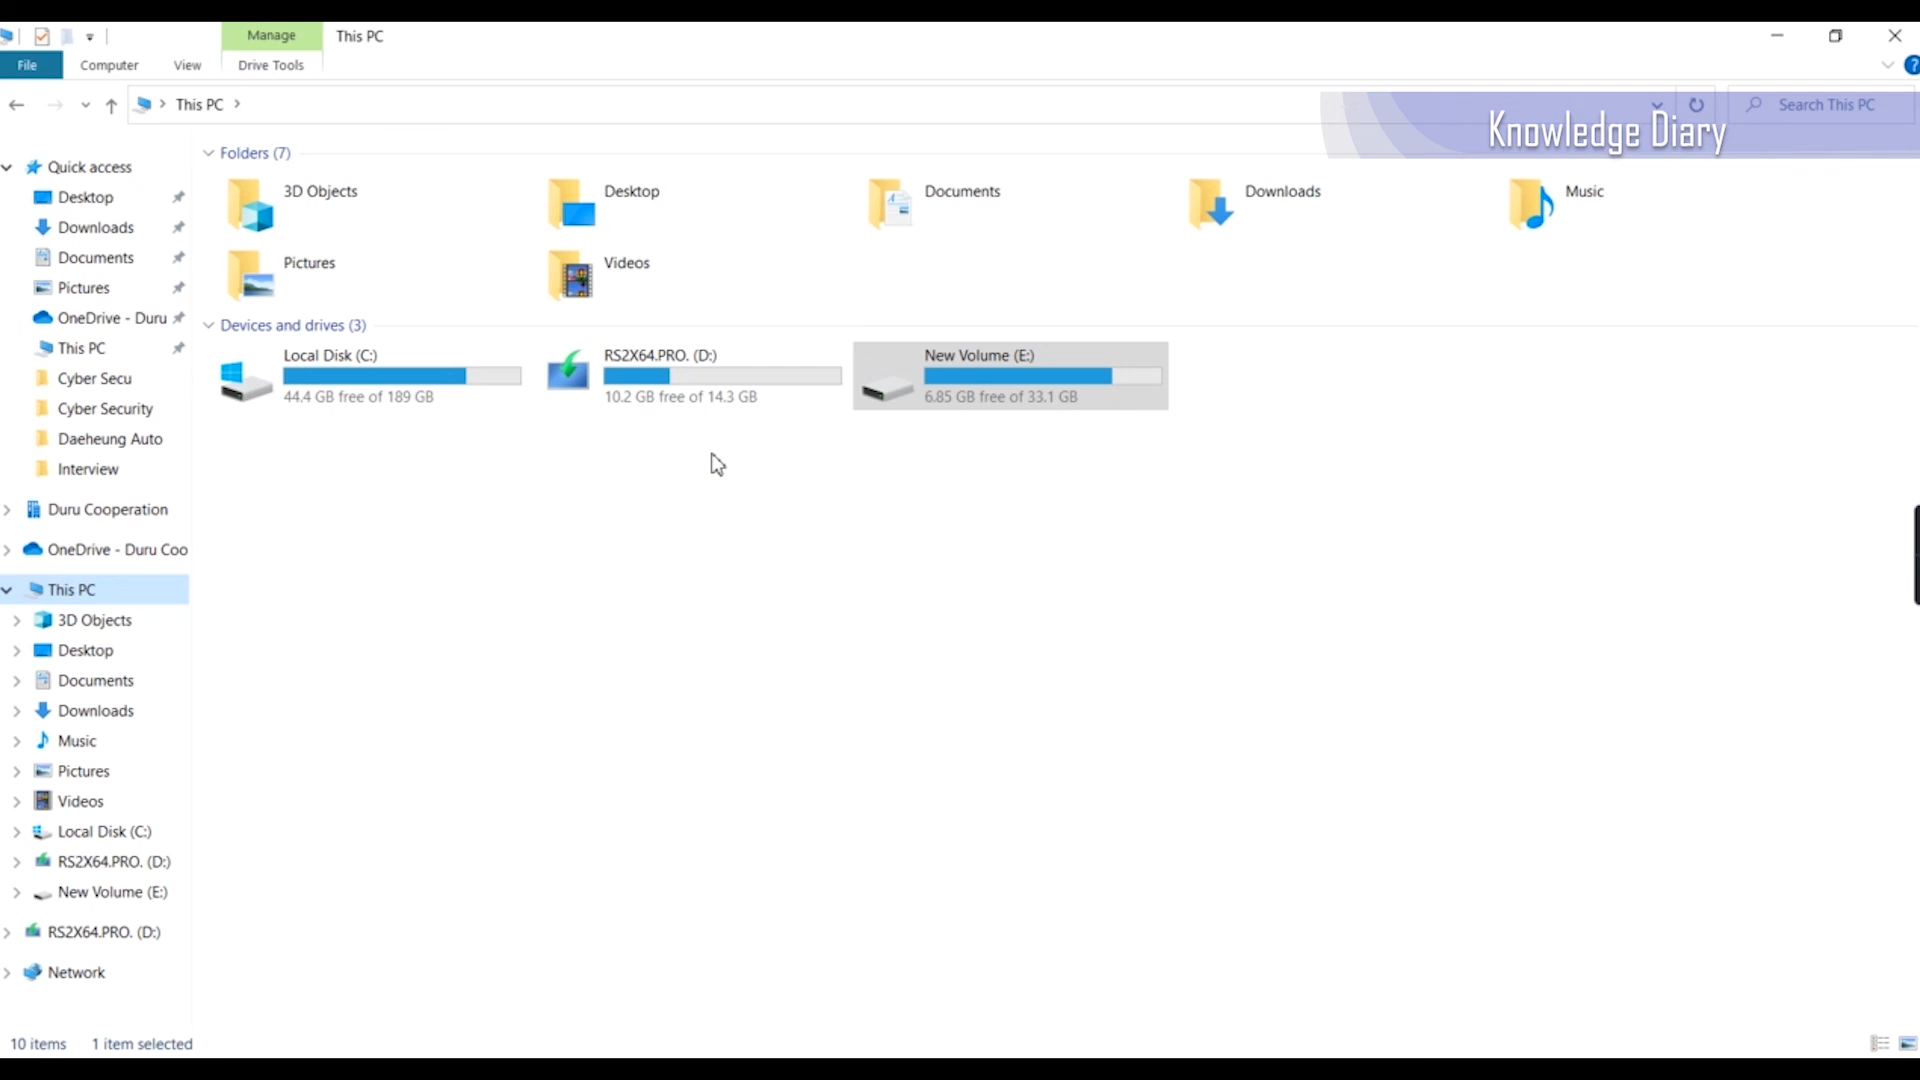 Manage
This PC
File
Computer
View
Drive Tools
This PC
Search This PC
Knowledge Diary
Quick access
Desktop
Downloads
Documents
Pictures
OneDrive - Duru
This PC
Cyber Secu
Cyber Security
Daeheung Auto
Interview
Duru Cooperation
OneDrive - Duru Coo
This PC
3D Objects
Desktop
Documents
Downloads
Music
Pictures
Videos
Local Disk (C:)
RS2X64.PRO. (D:)
New Volume (E:)
RS2X64.PRO. (D:)
Network
Folders (7)
3D Objects
Desktop
Documents
Downloads
Music
Pictures
Videos
Devices and drives (3)
Local Disk (C:)
44.4 GB free of 189 GB
RS2X64.PRO. (D:)
10.2 GB free of 14.3 GB
New Volume (E:)
6.85 GB free of 33.1 GB
10 items
1 item selected